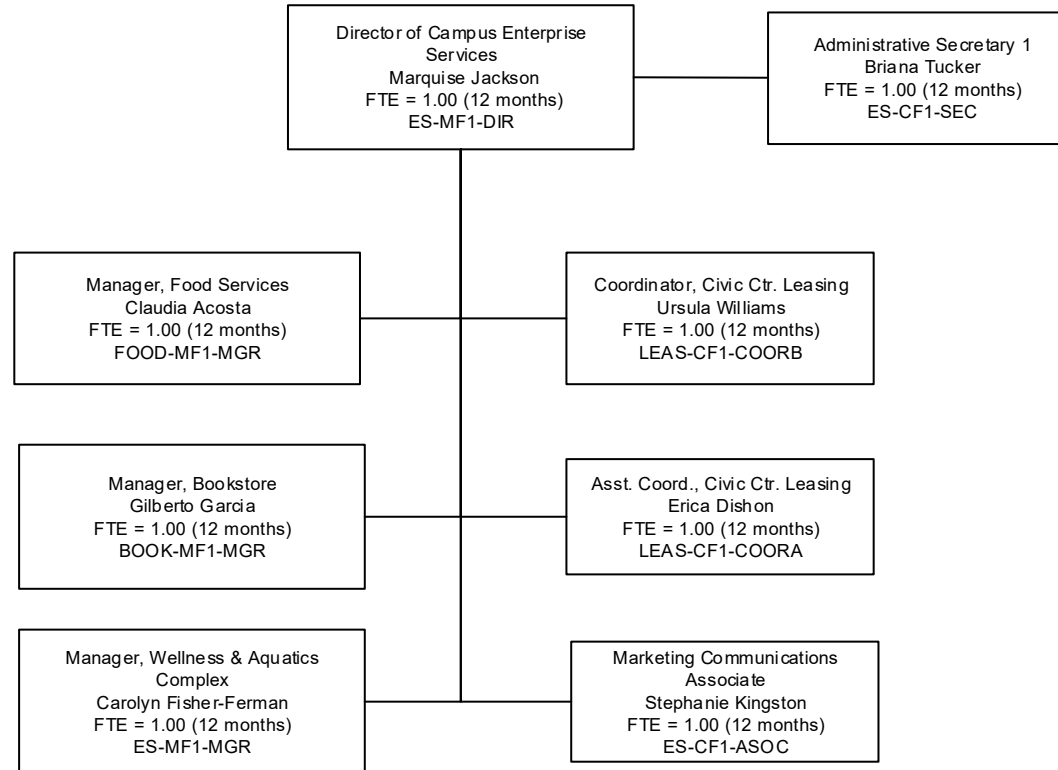 Director of Campus Enterprise
Services
Marquise Jackson
FTE = 1.00 (12 months)
ES-MF1-DIR
Administrative Secretary 1
Briana Tucker
FTE = 1.00 (12 months)
ES-CF1-SEC
Manager, Food Services
Claudia Acosta
FTE = 1.00 (12 months)
FOOD-MF1-MGR
Coordinator, Civic Ctr. Leasing
Ursula Williams
FTE = 1.00 (12 months)
LEAS-CF1-COORB
Manager, Bookstore
Gilberto Garcia
FTE = 1.00 (12 months)
BOOK-MF1-MGR
Asst. Coord., Civic Ctr. Leasing
Erica Dishon
FTE = 1.00 (12 months)
LEAS-CF1-COORA
Manager, Wellness & Aquatics
Complex
Carolyn Fisher-Ferman
FTE = 1.00 (12 months)
ES-MF1-MGR
Marketing Communications
Associate
Stephanie Kingston
FTE = 1.00 (12 months)
ES-CF1-ASOC